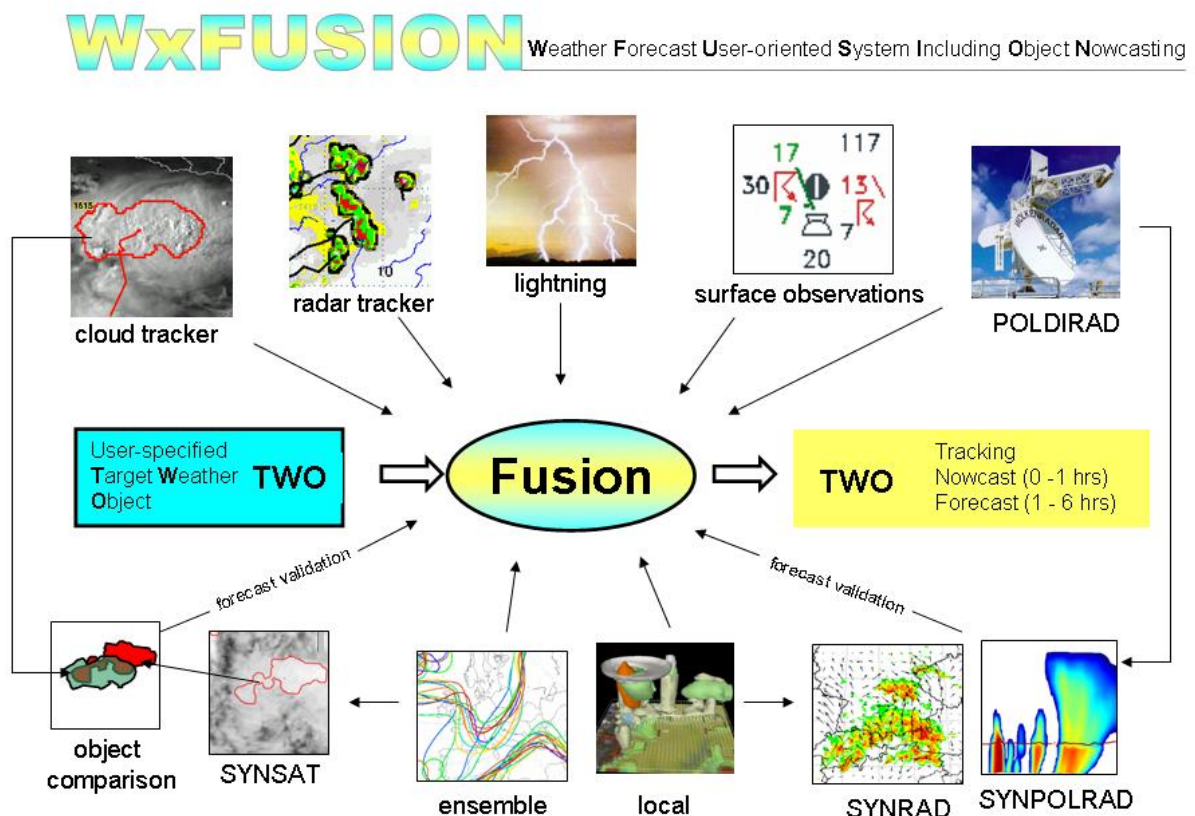 WxFUSION
Weather Forecast User-oriented System Including Object Nowcasting
1615
10
17
117
30
13
7
7
20
cloud tracker
radar tracker
lightning
surface observations
POLDIRAD
User-specified
Target Weather
Object
TWO
Fusion
TWO
Tracking
Nowcast (0 -1 hrs)
Forecast (1 - 6 hrs)
forecast validation
forecast validation
object
comparison
SYNSAT
ensemble
local
SYNRAD
SYNPOLRAD